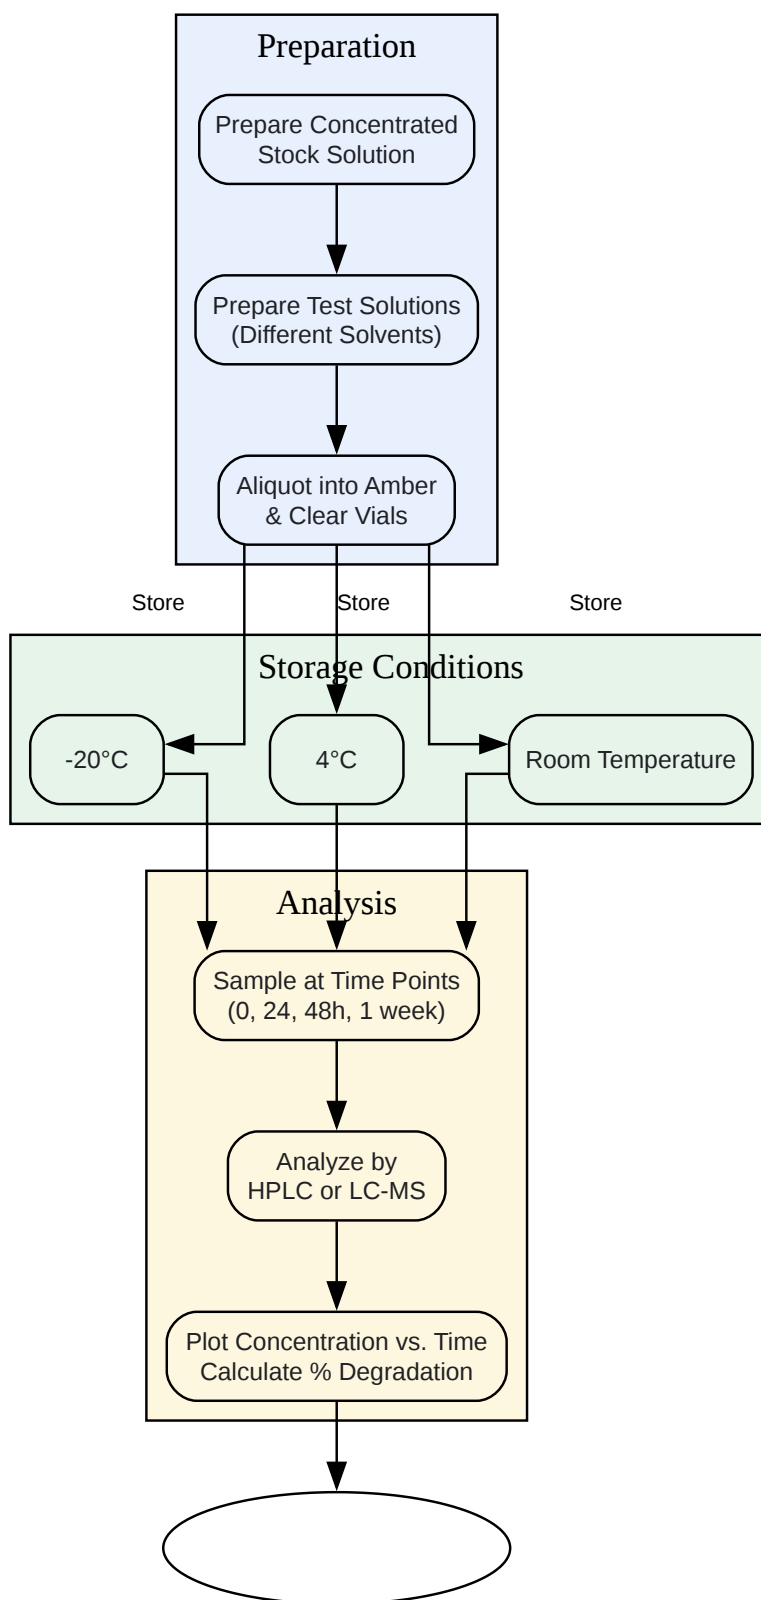 Preparation
Prepare Concentrated
Stock Solution
Prepare Test Solutions
(Different Solvents)
Aliquot into Amber
& Clear Vials
Store
Store
Store
Storage Conditions
-20°C
4°C
Room Temperature
Analysis
Sample at Time Points
(0, 24, 48h, 1 week)
Analyze by
HPLC or LC-MS
Plot Concentration vs. Time
Calculate % Degradation